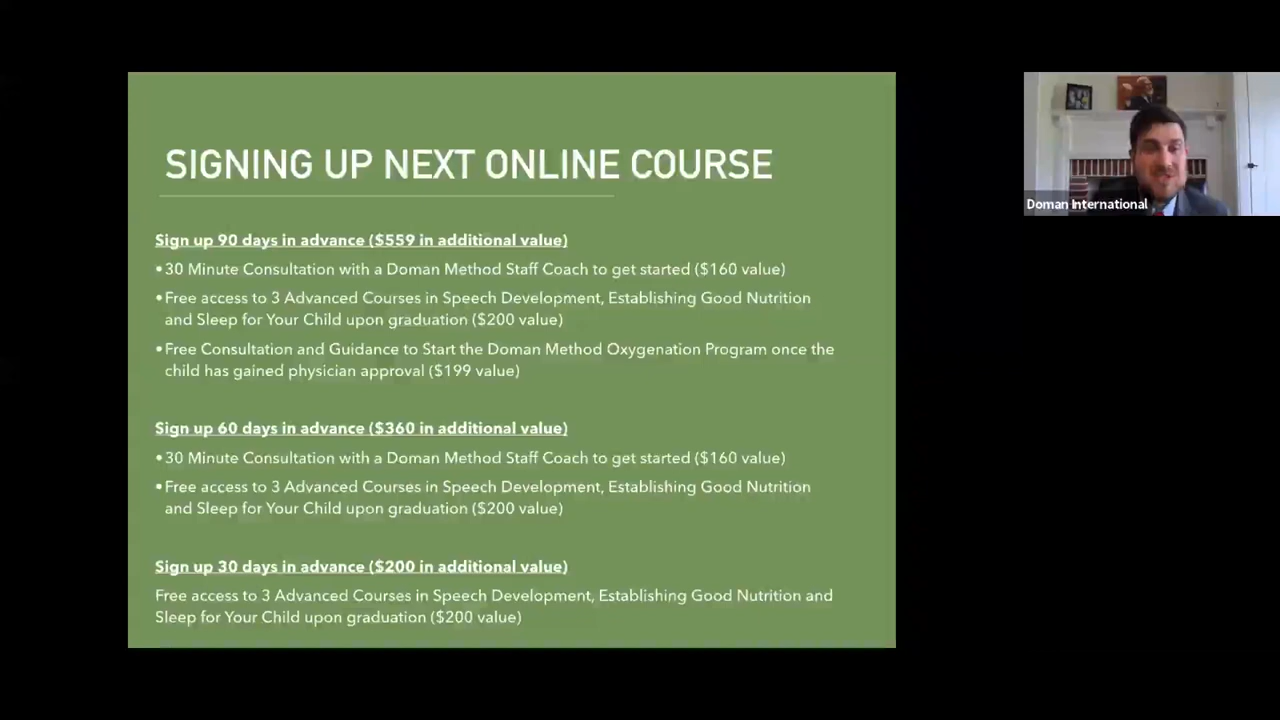 SIGNING UP NEXT ONLINE COURSE
Sign up 90 days in advance ($559 in additional value)
•30 Minute Consultation with a Doman Method Staff Coach to get started ($160 value)
•Free access to 3 Advanced Courses in Speech Development, Establishing Good Nutrition
and Sleep for Your Child upon graduation ($200 value)
•Free Consultation and Guidance to Start the Doman Method Oxygenation Program once the
child has gained physician approval ($199 value)
Sign up 60 days in advance ($360 in additional value)
•30 Minute Consultation with a Doman Method Staff Coach to get started ($160 value)
•Free access to 3 Advanced Courses in Speech Development, Establishing Good Nutrition
and Sleep for Your Child upon graduation ($200 value)
Sign up 30 days in advance ($200 in additional value)
Free access to 3 Advanced Courses in Speech Development, Establishing Good Nutrition and
Sleep for Your Child upon graduation ($200 value)
Doman International